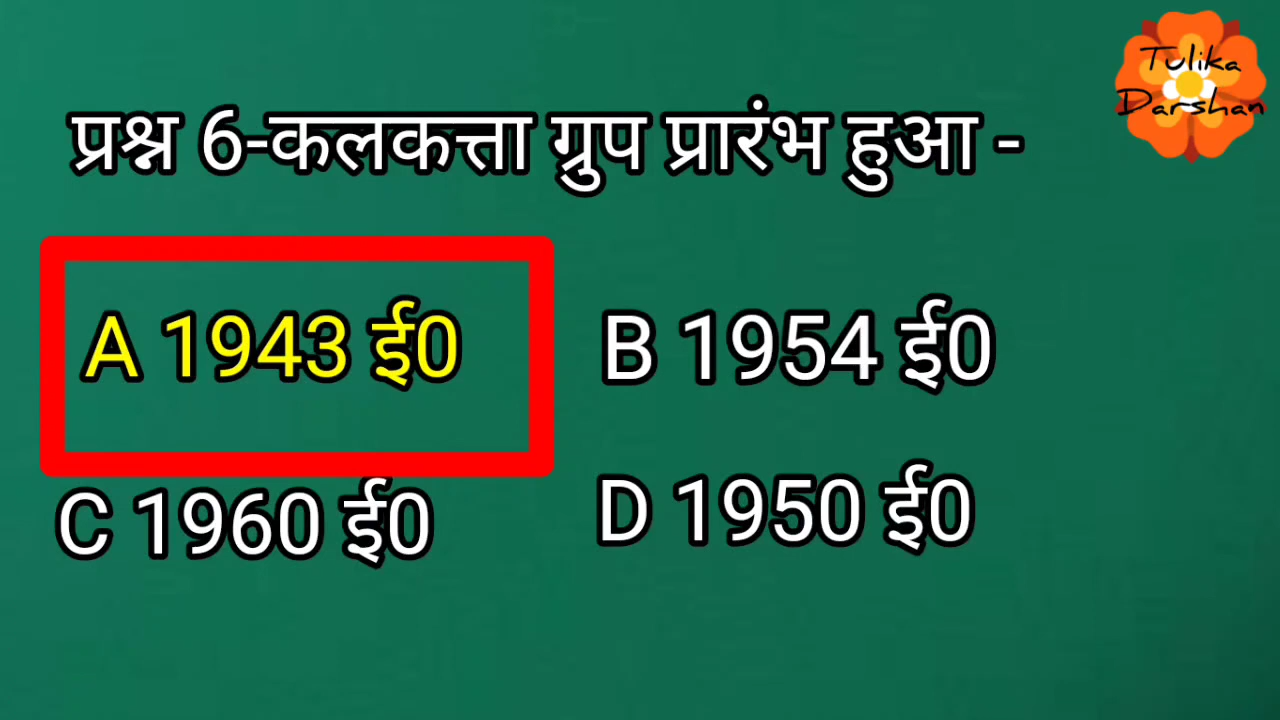 Tulika
Darshan
प्रश्न 6-कलकत्ता ग्रुप प्रारंभ हुआ -
A 1943 ई0
B 1954 ई0
C 1960 ई0
D 1950 ई0